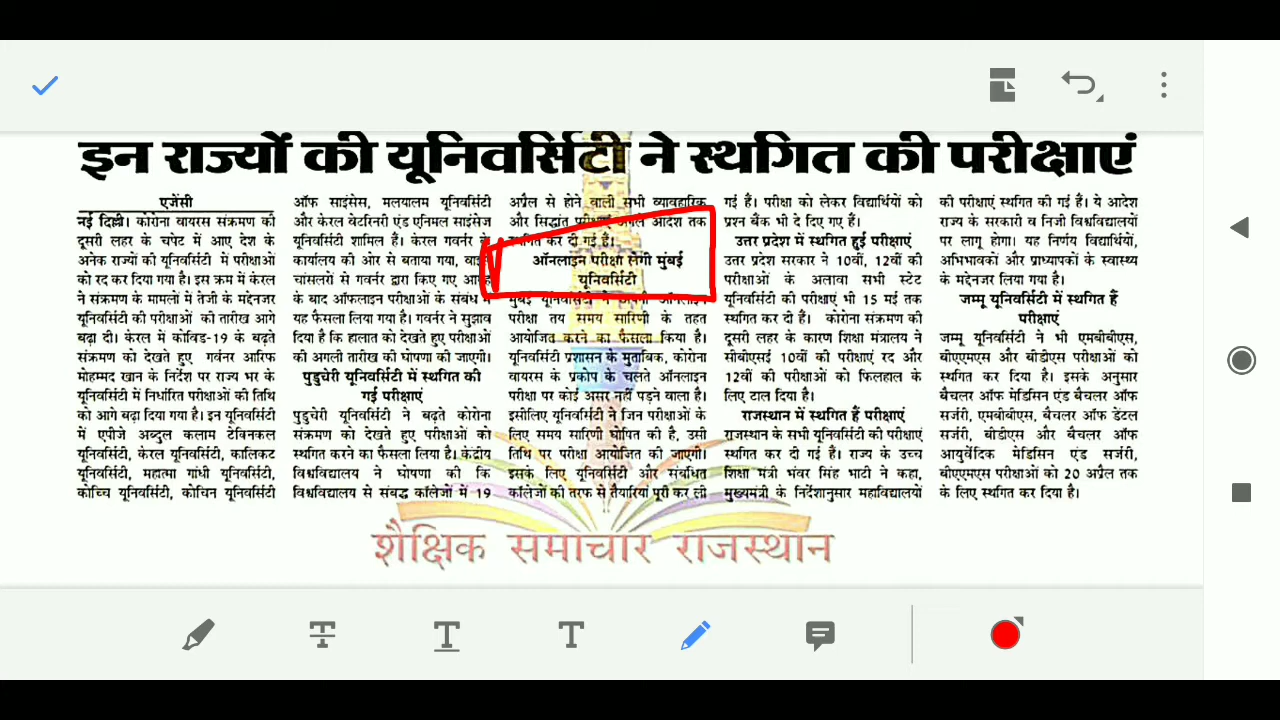 इन राज्यों की यूनिवर्सिटी ने स्थगित की परीक्षाएं
एजेंसी
नई दिल्ली। कोरोना वायरस संक्रमण की
दूसरी लहर के चपेट में आए देश के
अनेक राज्यों की यूनिवर्सिटी में परीक्षाओं
को रद कर दिया गया है। इस क्रम में केरल
ने संक्रमण के मामलों में तेजी के मद्देनजर
यूनिवर्सिटी की परीक्षाओं की तारीख आगे
बढ़ा दी। केरल में कोविड-19 के बढ़ते
संक्रमण को देखते हुए गवर्नर आरिफ
मोहम्मद खान के निर्देश पर राज्य भर के
यूनिवर्सिटी में निर्धारित परीक्षाओं की तिथि
को आगे बढ़ा दिया गया है। इन यूनिवर्सिटी
में एपीजे अब्दुल कलाम टेक्निकल
यूनिवर्सिटी, केरल यूनिवर्सिटी, कालिकट
यूनिवर्सिटी, महात्मा गांधी यूनिवर्सिटी,
कोच्चि यूनिवर्सिटी, कोचिन यूनिवर्सिटी
ऑफ साइंसेस, मलयालम यूनिवर्सिटी
और केरल वेटरिनरी एंड एनिमल साइंसेज
यूनिवर्सिटी शामिल हैं। केरल गवर्नर के
कार्यालय की ओर से बताया गया, वाइस
चांसलरों से गवर्नर द्वारा किए गए आग्रह
के बाद ऑफलाइन परीक्षाओं के संबंध में
यह फैसला लिया गया है। गवर्नर ने सुझाव
दिया है कि हालात को देखते हुए परीक्षाओं
की अगली तारीख की घोषणा की जाएगी।
पुडुचेरी यूनिवर्सिटी में स्थगित की
गई परीक्षाएं
पुडुचेरी यूनिवर्सिटी ने बढ़ते कोरोना
संक्रमण को देखते हुए परीक्षाओं को
स्थगित करने का फैसला लिया है। केंद्रीय
विश्वविद्यालय ने घोषणा की कि
विश्वविद्यालय से संबद्ध कॉलेजों में 19
अप्रैल से होने वाली सभी व्यावहारिक
और सिद्धांत परीक्षाएं अगले आदेश तक
स्थगित कर दी गई हैं।
ऑनलाइन परीक्षा लेगी मुंबई
यूनिवर्सिटी
मुंबई यूनिवर्सिटी ने अपनी ऑनलाइन
परीक्षा तय समय सारिणी के तहत
आयोजित करने का फैसला किया है।
यूनिवर्सिटी प्रशासन के मुताबिक, कोरोना
वायरस के प्रकोप के चलते ऑनलाइन
परीक्षा पर कोई असर नहीं पड़ने वाला है।
इसीलिए यूनिवर्सिटी ने जिन परीक्षाओं के
लिए समय सारिणी घोषित की है, उसी
तिथि पर परीक्षा आयोजित की जाएगी।
इसके लिए यूनिवर्सिटी और संबंधित
कॉलेजों की तरफ से तैयारियां पूरी कर ली
गई हैं। परीक्षा को लेकर विद्यार्थियों को
प्रश्न बैंक भी दे दिए गए हैं।
उत्तर प्रदेश में स्थगित हुई परीक्षाएं
उत्तर प्रदेश सरकार ने 10वीं, 12वीं की
परीक्षाओं के अलावा सभी स्टेट
यूनिवर्सिटी की परीक्षाएं भी 15 मई तक
स्थगित कर दी हैं। कोरोना संक्रमण की
दूसरी लहर के कारण शिक्षा मंत्रालय ने
सीबीएसई 10वीं की परीक्षाएं रद और
12वीं की परीक्षाओं को फिलहाल के
लिए टाल दिया है।
राजस्थान में स्थगित हैं परीक्षाएं
राजस्थान के सभी यूनिवर्सिटी की परीक्षाएं
स्थगित कर दी गई हैं। राज्य के उच्च
शिक्षा मंत्री भंवर सिंह भाटी ने कहा,
मुख्यमंत्री के निर्देशानुसार महाविद्यालयों
की परीक्षाएं स्थगित की गई हैं। ये आदेश
राज्य के सरकारी व निजी विश्वविद्यालयों
पर लागू होगा। यह निर्णय विद्यार्थियों,
अभिभावकों और प्राध्यापकों के स्वास्थ्य
के मद्देनजर लिया गया है।
जम्मू यूनिवर्सिटी में स्थगित हैं
परीक्षाएं
जम्मू यूनिवर्सिटी ने भी एमबीबीएस,
बीएएमएस और बीडीएस परीक्षाओं को
स्थगित कर दिया है। इसके अनुसार
बैचलर ऑफ मेडिसिन एंड बैचलर ऑफ
सर्जरी, एमबीबीएस, बैचलर ऑफ डेंटल
सर्जरी, बीडीएस और बैचलर ऑफ
आयुर्वेदिक मेडिसिन एंड सर्जरी,
बीएएमएस परीक्षाओं को 20 अप्रैल तक
के लिए स्थगित कर दिया है।
शैक्षिक समाचार राजस्थान